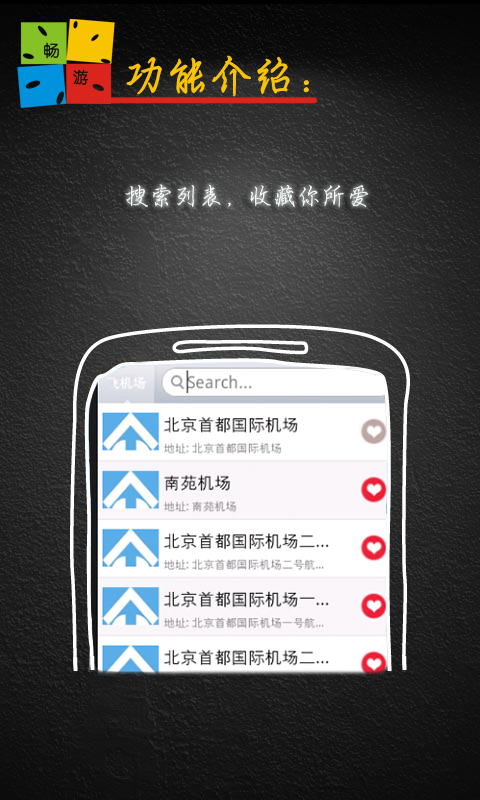 畅
游
功能介绍：
搜索列表，收藏你所爱
飞机场
Search...
北京首都国际机场
地址: 北京首都国际机场
南苑机场
地址: 南苑机场
北京首都国际机场二...
地址: 北京首都国际机场二号航...
北京首都国际机场一...
地址: 北京首都国际机场一号航...
北京首都国际机场二...